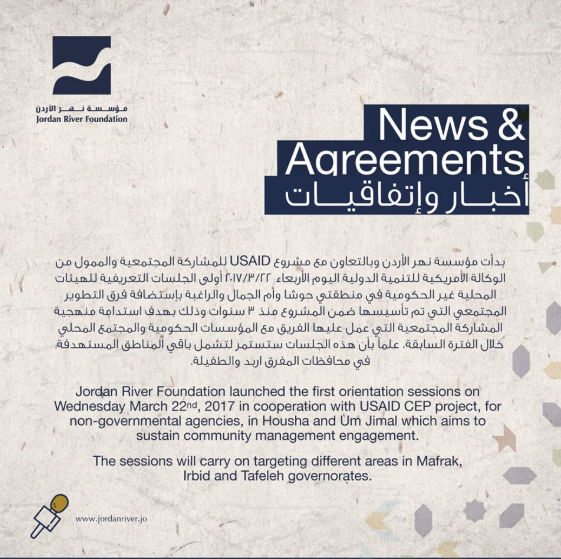 مؤسسة نهر الأردن
Jordan River Foundation
News &
Agreements
أخبار وإتفاقيات
بدأت مؤسسة نهر الأردن وبالتعاون مع مشروع USAID للمشاركة المجتمعية والممول من
الوكالة الأمريكية للتنمية الدولية اليوم الأربعاء ٢٠١٧/٣/٢٢ أولى الجلسات التعريفية للهيئات
المحلية غير الحكومية في منطقتي حوشا وأم الجمال والراغبة بإستضافة فرق التطوير
المجتمعي التي تم تأسيسها ضمن المشروع منذ ٣ سنوات وذلك بهدف استدامة منهجية
المشاركة المجتمعية التي عمل عليها الفريق مع المؤسسات الحكومية والمجتمع المحلي
خلال الفترة السابقة. علماً بأن هذه الجلسات ستستمر لتشمل باقي المناطق المستهدفة
في محافظات المفرق اربد والطفيلة.
Jordan River Foundation launched the first orientation sessions on
Wednesday March 22nd, 2017 in cooperation with USAID CEP project, for
non-governmental agencies, in Housha and Um Jimal which aims to
sustain community management engagement.
The sessions will carry on targeting different areas in Mafrak,
Irbid and Tafeleh governorates.
www.jordanriver.jo